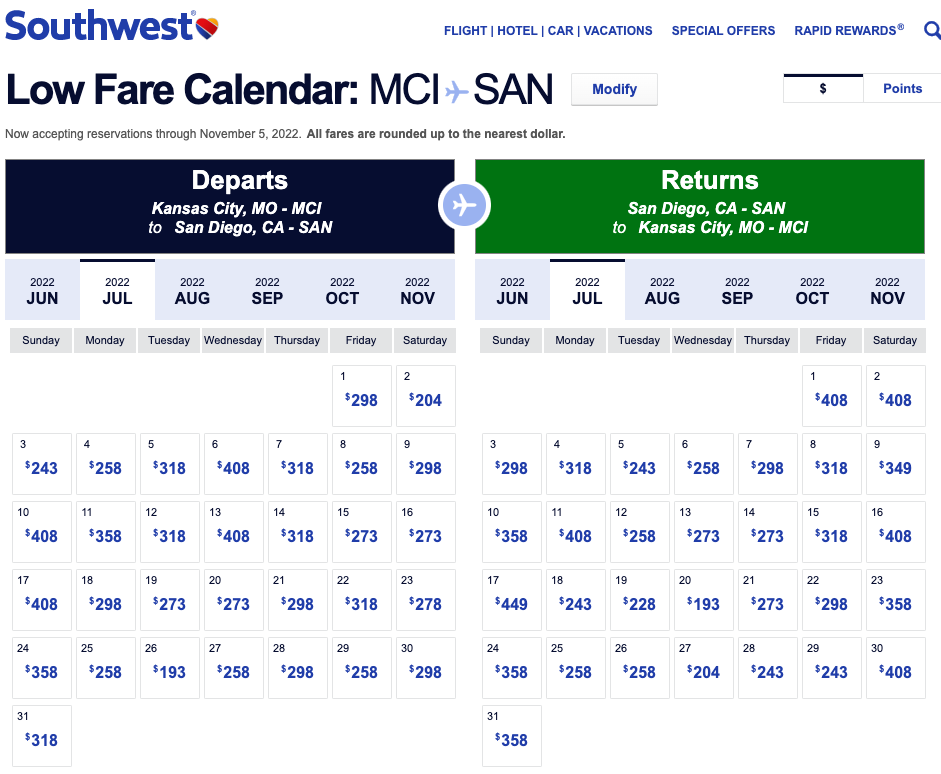 Southwest®
FLIGHT | HOTEL | CAR | VACATIONS SPECIAL OFFERS RAPID REWARDS®
Low Fare Calendar: MCI SAN Modify $ Points
Now accepting reservations through November 5, 2022. All fares are rounded up to the nearest dollar.
Departs
Kansas City, MO - MCI
to San Diego, CA - SAN
2022 2022 2022 2022 2022 2022
JUN JUL AUG SEP OCT NOV
Sunday Monday Tuesday Wednesday Thursday Friday Saturday
1 2
$298 $204
3 4 5 6 7 8 9
$243 $258 $318 $408 $318 $258 $298
10 11 12 13 14 15 16
$408 $358 $318 $408 $318 $273 $273
17 18 19 20 21 22 23
$408 $298 $273 $273 $298 $318 $278
24 25 26 27 28 29 30
$358 $258 $193 $258 $298 $258 $298
31
$318
Returns
San Diego, CA - SAN
to Kansas City, MO - MCI
2022 2022 2022 2022 2022 2022
JUN JUL AUG SEP OCT NOV
Sunday Monday Tuesday Wednesday Thursday Friday Saturday
1 2
$408 $408
3 4 5 6 7 8 9
$298 $318 $243 $258 $298 $318 $349
10 11 12 13 14 15 16
$358 $408 $258 $273 $273 $318 $408
17 18 19 20 21 22 23
$449 $243 $228 $193 $273 $298 $358
24 25 26 27 28 29 30
$358 $258 $258 $204 $243 $243 $408
31
$358